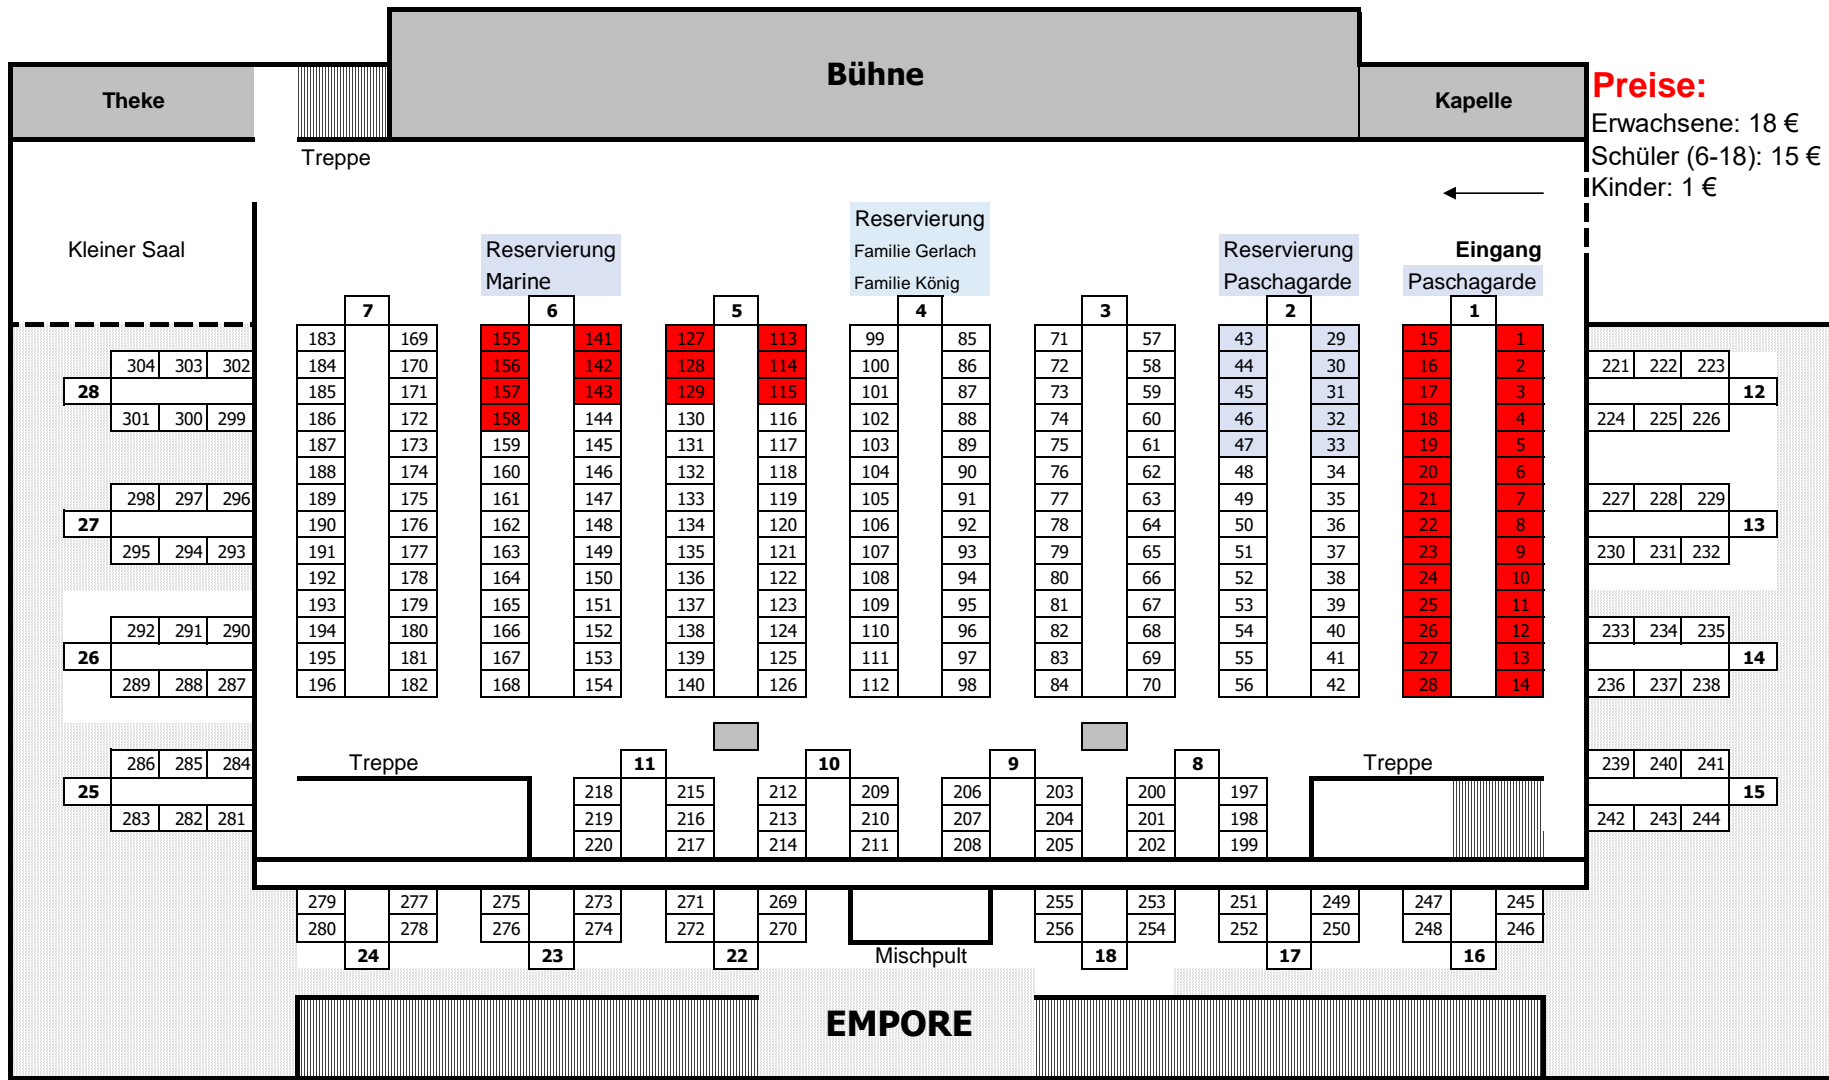 Bühne
Theke
Kapelle
Preise:
Erwachsene: 18 €
Schüler (6-18): 15 €
Kinder: 1 €
Treppe
Reservierung
Kleiner Saal
Reservierung
Familie Gerlach
Reservierung
Eingang
Marine
Familie König
Paschagarde
Paschagarde
7 6 5 4 3 2 1
183 169 155 141 127 113 99 85 71 57 43 29 15 1
304 303 302 184 170 156 142 128 114 100 86 72 58 44 30 16 2 221 222 223
28 185 171 157 143 129 115 101 87 73 59 45 31 17 3 12
301 300 299 186 172 158 144 130 116 102 88 74 60 46 32 18 4 224 225 226
187 173 159 145 131 117 103 89 75 61 47 33 19 5
188 174 160 146 132 118 104 90 76 62 48 34 20 6
298 297 296 189 175 161 147 133 119 105 91 77 63 49 35 21 7 227 228 229
27 190 176 162 148 134 120 106 92 78 64 50 36 22 8 13
295 294 293 191 177 163 149 135 121 107 93 79 65 51 37 23 9 230 231 232
192 178 164 150 136 122 108 94 80 66 52 38 24 10
193 179 165 151 137 123 109 95 81 67 53 39 25 11
292 291 290 194 180 166 152 138 124 110 96 82 68 54 40 26 12 233 234 235
26 195 181 167 153 139 125 111 97 83 69 55 41 27 13 14
289 288 287 196 182 168 154 140 126 112 98 84 70 56 42 28 14 236 237 238
286 285 284 Treppe 11 10 9 8 Treppe 239 240 241
25 218 215 212 209 206 203 200 197 15
283 282 281 219 216 213 210 207 204 201 198 242 243 244
220 217 214 211 208 205 202 199
279 277 275 273 271 269 255 253 251 249 247 245
280 278 276 274 272 270 256 254 252 250 248 246
24 23 22 Mischpult 18 17 16
EMPORE